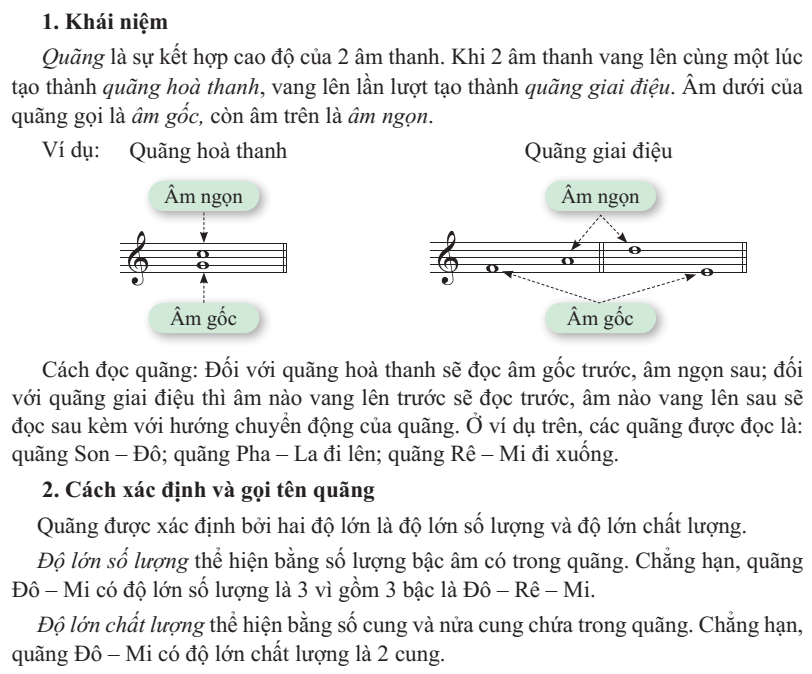 1. Khái niệm
Quãng là sự kết hợp cao độ của 2 âm thanh. Khi 2 âm thanh vang lên cùng một lúc
tạo thành quãng hoà thanh, vang lên lần lượt tạo thành quãng giai điệu. Âm dưới của
quãng gọi là âm gốc, còn âm trên là âm ngọn.
Ví dụ: Quãng hoà thanh Quãng giai điệu
Âm ngọn Âm ngọn
Âm gốc Âm gốc
Cách đọc quãng: Đối với quãng hoà thanh sẽ đọc âm gốc trước, âm ngọn sau; đối
với quãng giai điệu thì âm nào vang lên trước sẽ đọc trước, âm nào vang lên sau sẽ
đọc sau kèm với hướng chuyển động của quãng. Ở ví dụ trên, các quãng được đọc là:
quãng Son – Đô; quãng Pha – La đi lên; quãng Rê – Mi đi xuống.
2. Cách xác định và gọi tên quãng
Quãng được xác định bởi hai độ lớn là độ lớn số lượng và độ lớn chất lượng.
Độ lớn số lượng thể hiện bằng số lượng bậc âm có trong quãng. Chẳng hạn, quãng
Đô – Mi có độ lớn số lượng là 3 vì gồm 3 bậc là Đô – Rê – Mi.
Độ lớn chất lượng thể hiện bằng số cung và nửa cung chứa trong quãng. Chẳng hạn,
quãng Đô – Mi có độ lớn chất lượng là 2 cung.